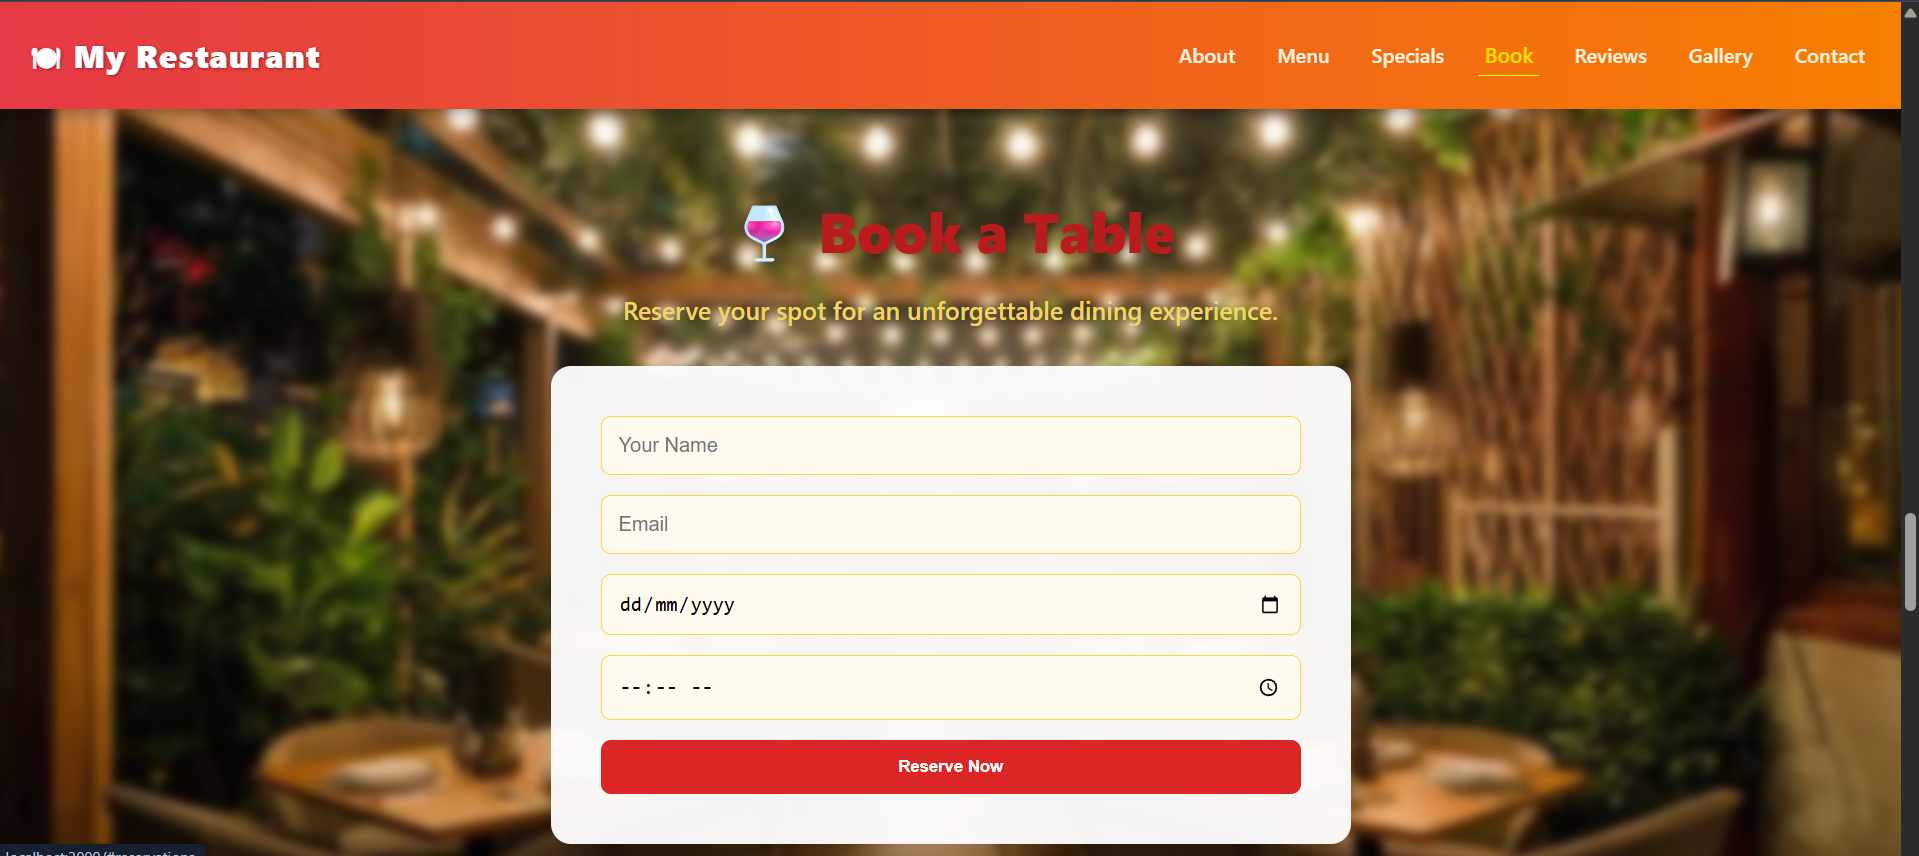 🍽 My Restaurant
About Menu Specials Book Reviews Gallery Contact
🍷 Book a Table
Reserve your spot for an unforgettable dining experience.
Your Name
Email
dd/mm/yyyy
--:-- --
Reserve Now